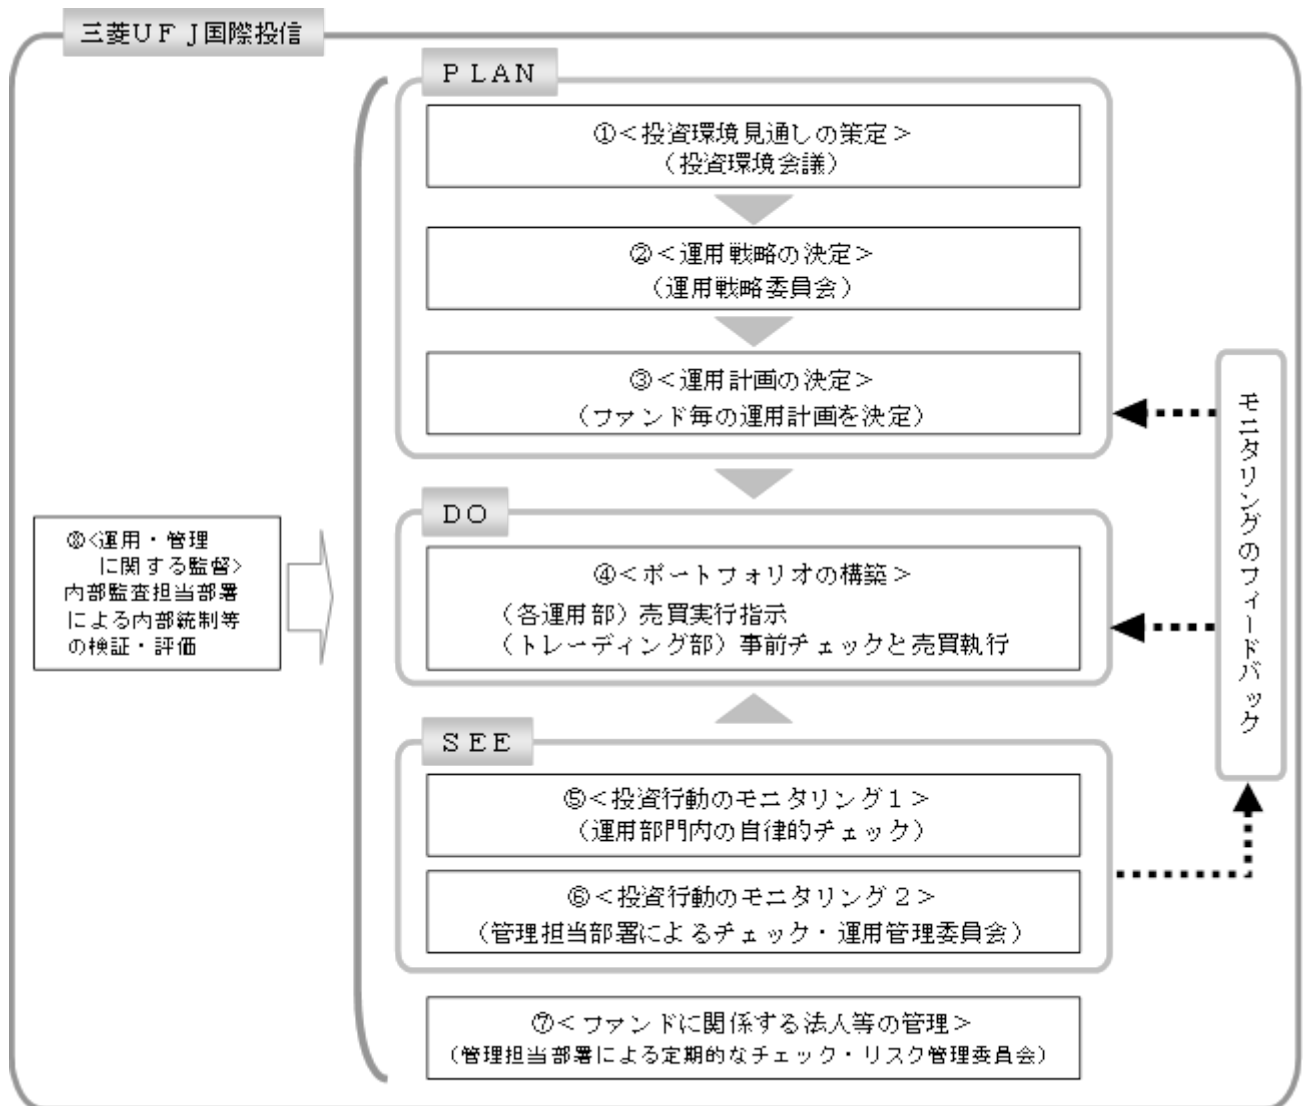 三菱ＵＦＪ国際投信
ＰＬＡＮ
①＜投資環境見通しの策定＞
（投資環境会議）
②＜運用戦略の決定＞
（運用戦略委員会）
③＜運用計画の決定＞
（ファンド毎の運用計画を決定）
ＤＯ
④＜ポートフォリオの構築＞
（各運用部）売買実行指示
（トレーディング部）事前チェックと売買執行
ＳＥＥ
⑤＜投資行動のモニタリング１＞
（運用部門内の自律的チェック）
⑥＜投資行動のモニタリング２＞
（管理担当部署によるチェック・運用管理委員会）
⑦＜ファンドに関係する法人等の管理＞
（管理担当部署による定期的なチェック・リスク管理委員会）
⑧<運用・管理
に関する監督>
内部監査担当部署
による内部統制等
の検証・評価
モニタリングのフィードバック